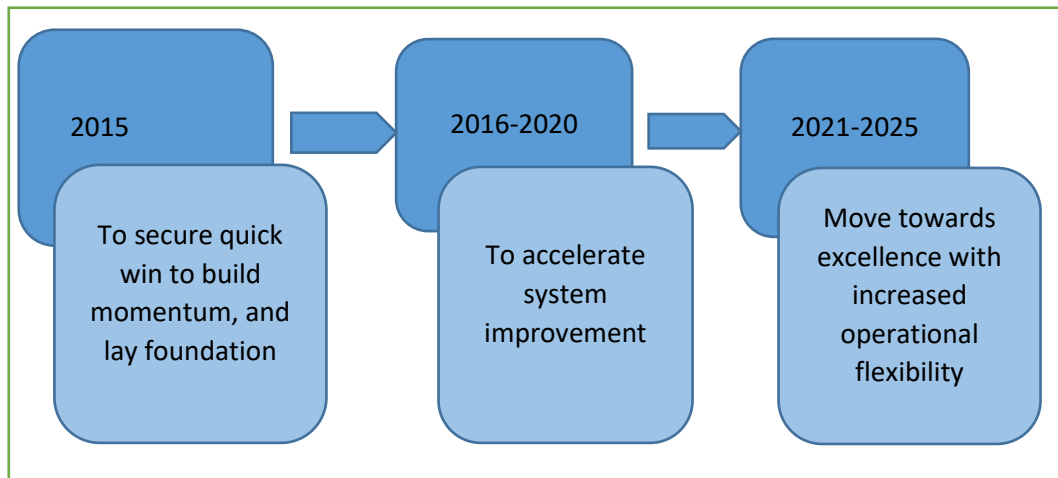 2015
To secure quick
win to build
momentum, and
lay foundation
2016-2020
To accelerate
system
improvement
2021-2025
Move towards
excellence with
increased
operational
flexibility